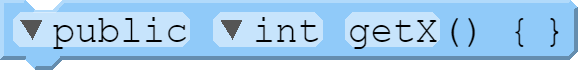 public int getX() { }